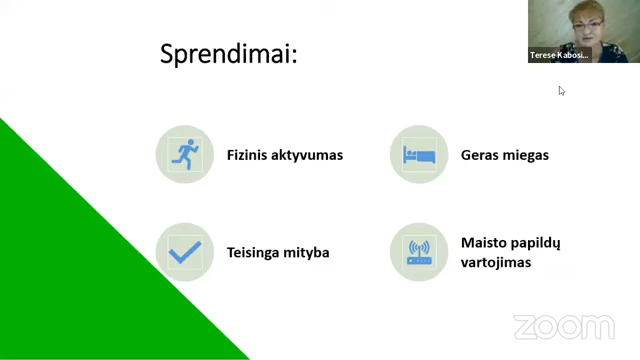 Sprendimai:
Terese Kabosi...
Fizinis aktyvumas
Geras miegas
Teisinga mityba
Maisto papildų
vartojimas
zoom